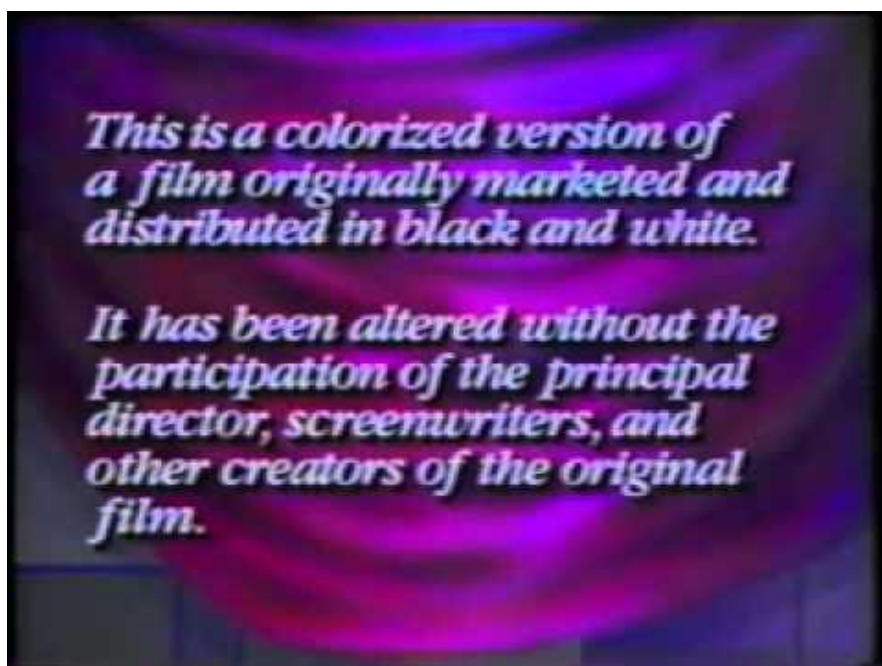 This is a colorized version of
a film originally marketed and
distributed in black and white.
It has been altered without the
participation of the principal
director, screenwriters, and
other creators of the original
film.